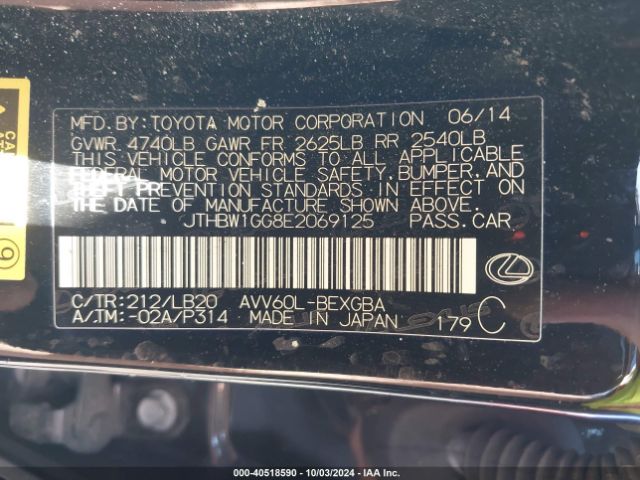 MFD. BY: TOYOTA MOTOR CORPORATION 06/14
GVWR 4740LB GAWR FR 2625LB RR 2540LB
THIS VEHICLE CONFORMS TO ALL APPLICABLE
FEDERAL MOTOR VEHICLE SAFETY, BUMPER, AND
THEFT PREVENTION STANDARDS IN EFFECT ON
THE DATE OF MANUFACTURE SHOWN ABOVE.
JTHBW1GG8E2069125 PASS. CAR
C/TR: 212/LB20 AVV60L-BEXGBA
A/TM: -02A/P314 MADE IN JAPAN 179 C
CA
9
000-40518590 - 10/03/2024 - IAA Inc.